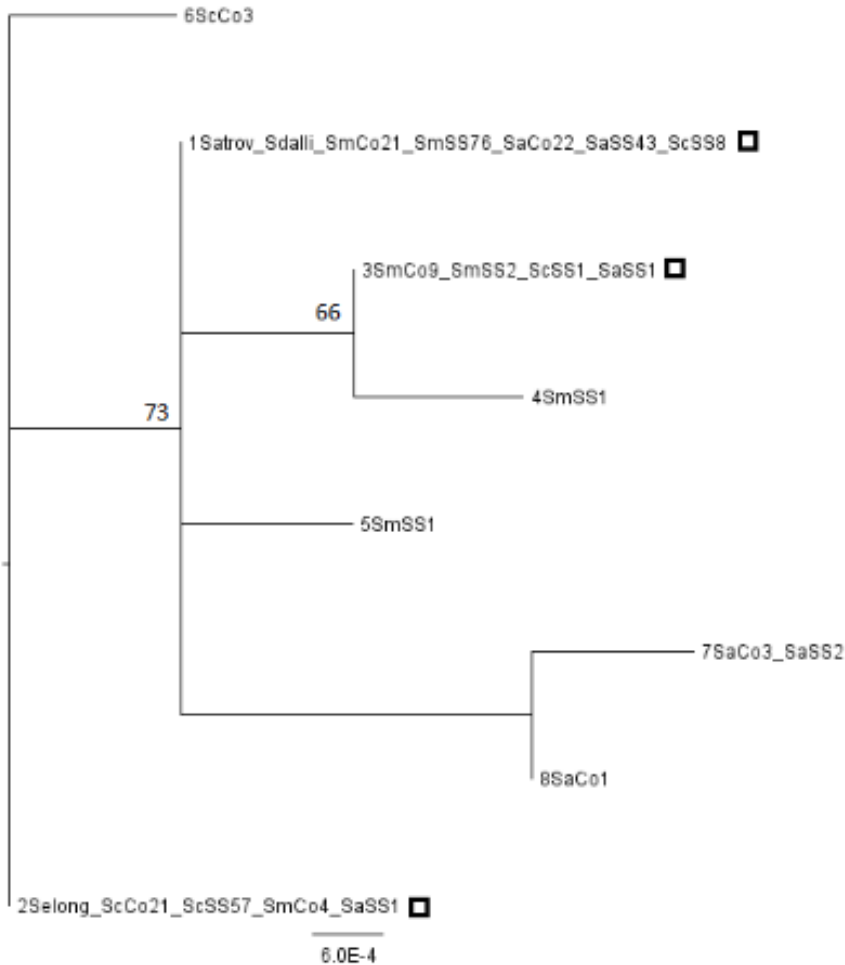 6ScCo3
1Satrov_Sdalli_SmCo21_SmSS76_SaCo22_SaSS43_ScSS8
3SmCo9_SmSS2_ScSS1_SaSS1
66
4SmSS1
73
5SmSS1
7SaCo3_SaSS2
8SaCo1
2Selong_ScCo21_ScSS57_SmCo4_SaSS1
6.0E-4